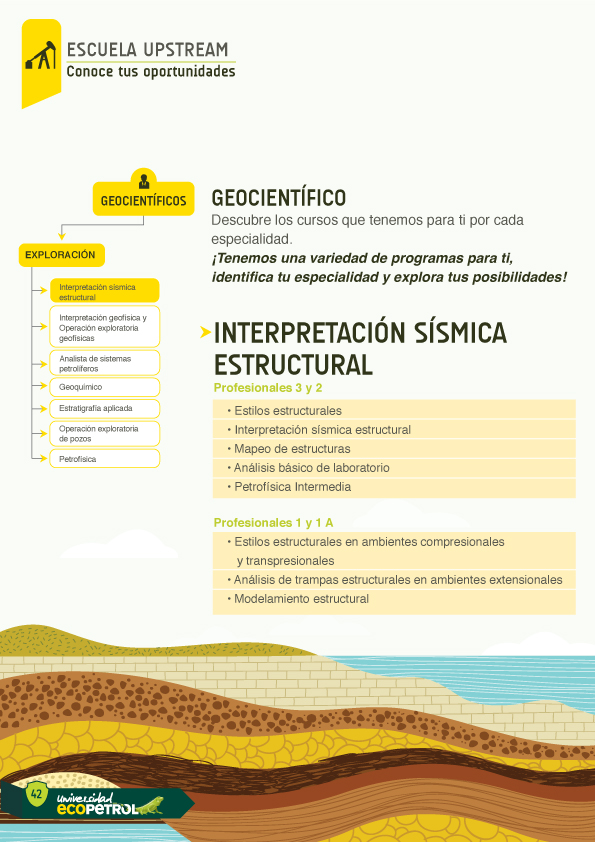 ESCUELA UPSTREAM
Conoce tus oportunidades
GEOCIENTÍFICOS
EXPLORACIÓN
Interpretación sísmica
estructural
Interpretación geofísica y
Operación exploratoria
geofísicas
Analista de sistemas
petrolíferos
Geoquímico
Estratigrafía aplicada
Operación exploratoria
de pozos
Petrofísica
GEOCIENTÍFICO
Descubre los cursos que tenemos para ti por cada
especialidad.
¡Tenemos una variedad de programas para ti,
identifica tu especialidad y explora tus posibilidades!
INTERPRETACIÓN SÍSMICA
ESTRUCTURAL
Profesionales 3 y 2
• Estilos estructurales
• Interpretación sísmica estructural
• Mapeo de estructuras
• Análisis básico de laboratorio
• Petrofísica Intermedia
Profesionales 1 y 1 A
• Estilos estructurales en ambientes compresionales
y transpresionales
• Análisis de trampas estructurales en ambientes extensionales
• Modelamiento estructural
42
universidad
ECOPETROL